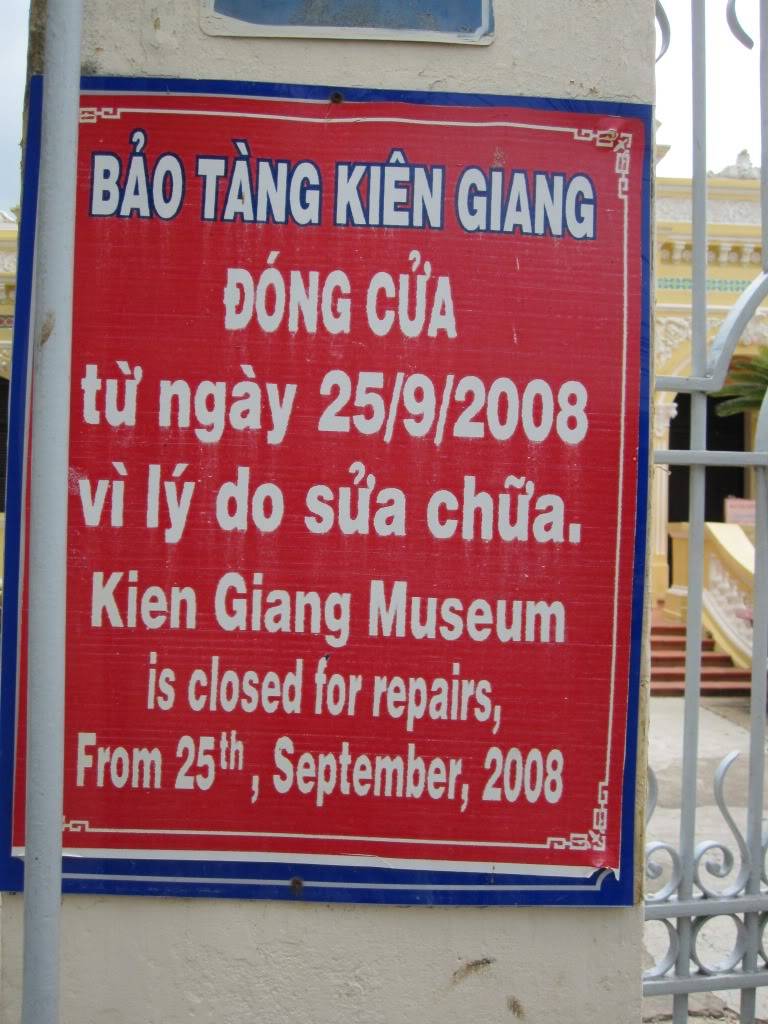 BẢO TÀNG KIÊN GIANG
ĐÓNG CỬA
từ ngày 25/9/2008
vì lý do sửa chữa.
Kien Giang Museum
is closed for repairs,
From 25th, September, 2008